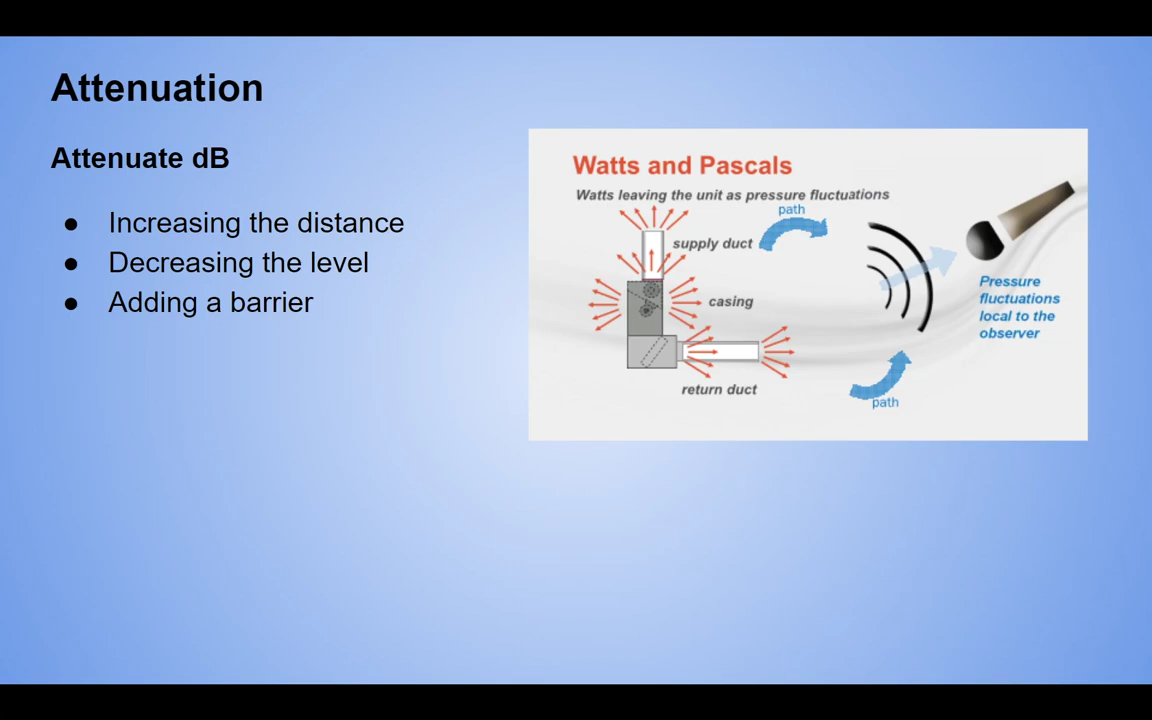 Attenuation
Attenuate dB
● Increasing the distance
● Decreasing the level
● Adding a barrier
Watts and Pascals
Watts leaving the unit as pressure fluctuations
path
supply duct
casing
return duct
path
Pressure
fluctuations
local to the
observer